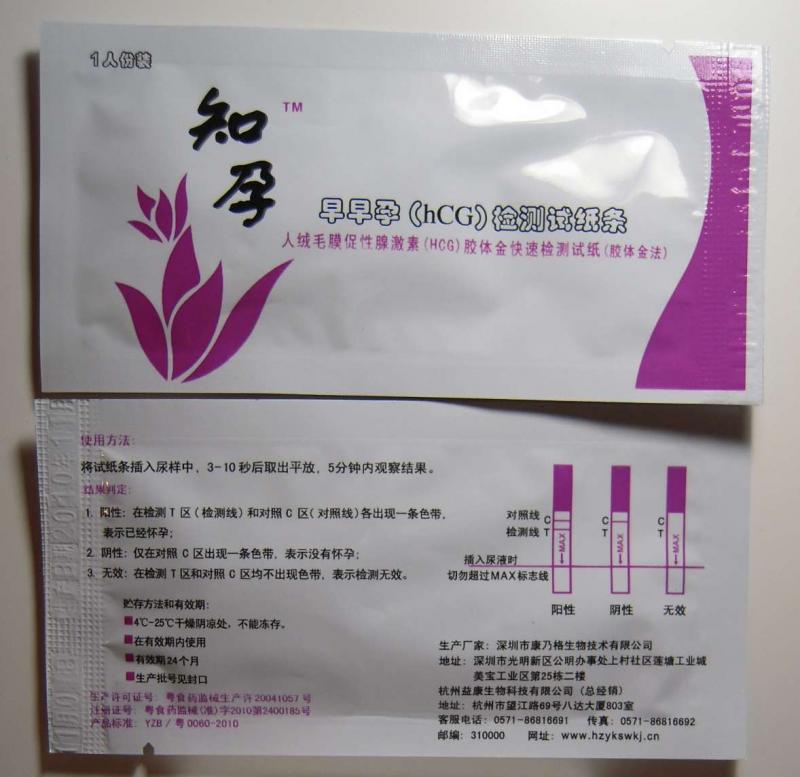 1人份装
知孕
TM
早早孕(hCG)检测试纸条
人绒毛膜促性腺激素(HCG)胶体金快速检测试纸(胶体金法)
使用方法:
将试纸条插入尿样中，3-10秒后取出平放，5分钟内观察结果。
结果判定:
1. 阳性: 在检测T区(检测线)和对照C区(对照线)各出现一条色带,
表示已经怀孕;
2. 阴性: 仅在对照C区出现一条色带，表示没有怀孕;
3. 无效: 在检测T区和对照C区均不出现色带，表示检测无效。
对照线 C
检测线 T
C
T
C
T
←MAX
←MAX
←MAX
插入尿液时
切勿超过MAX标志线
阳性 阴性 无效
贮存方法和有效期:
4℃-25℃干燥阴凉处，不能冻存。
在有效期内使用
有效期24个月
生产批号见封口
生产许可证号: 粤食药监械生产许20041057号
注册证号: 粤食药监械(准)字2010第2400185号
产品标准: YZB/粤0060-2010
生产厂家: 深圳市康乃格生物技术有限公司
地址: 深圳市光明新区公明办事处上村社区莲塘工业城
美宝工业区第25栋二楼
杭州益康生物科技有限公司(总经销)
地址: 杭州市望江路69号八达大厦803室
客服电话: 0571-86816691 传真: 0571-86816692
邮编: 310000 网址: www.hzykswkj.cn